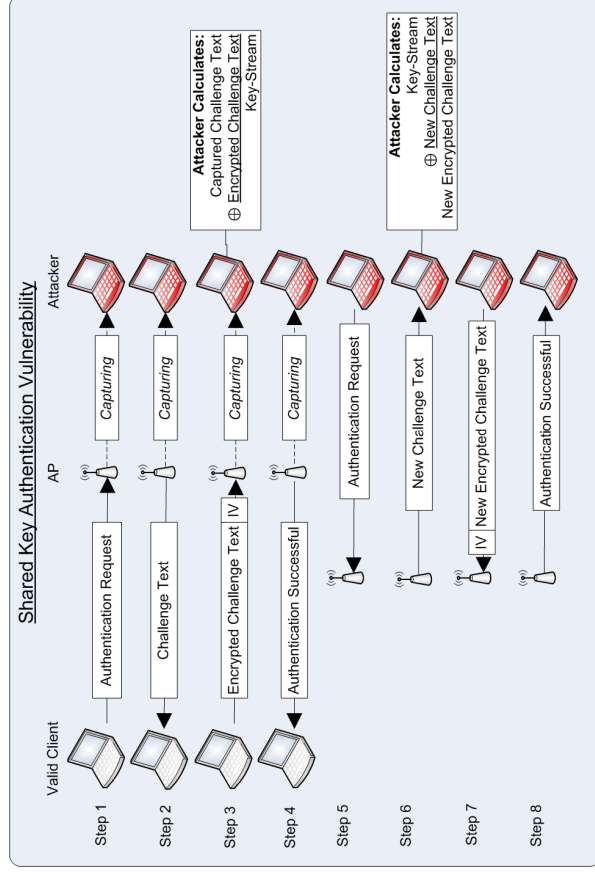 Shared Key Authentication Vulnerability
Valid Client AP Attacker
Step 1 Authentication Request Capturing
Step 2 Challenge Text Capturing
Step 3 Encrypted Challenge Text IV Capturing
Attacker Calculates:
Captured Challenge Text
⊕ Encrypted Challenge Text
Key-Stream
Step 4 Authentication Successful Capturing
Step 5 Authentication Request
Step 6 New Challenge Text
Attacker Calculates:
Key-Stream
⊕ New Challenge Text
New Encrypted Challenge Text
Step 7 IV New Encrypted Challenge Text
Step 8 Authentication Successful